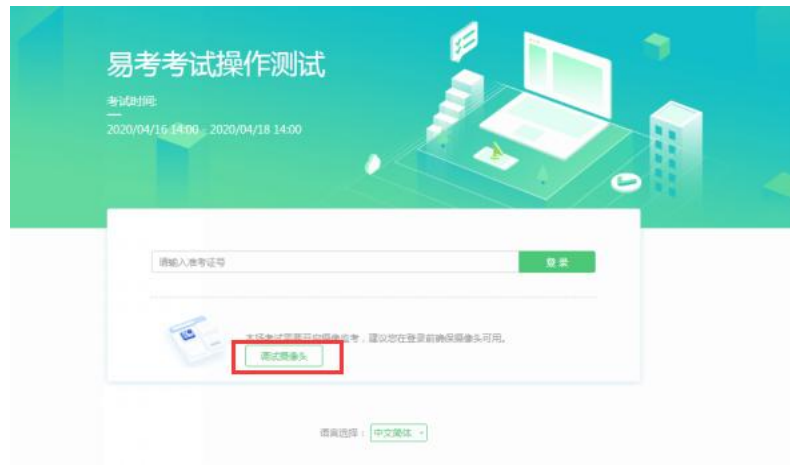 易考考试操作测试
考试时间:
2020/04/16 14:00 - 2020/04/18 14:00
请输入准考证号
登录
本场考试需要开启摄像监考，建议您在登录前确保摄像头可用。
调试摄像头
语言选择：
中文简体